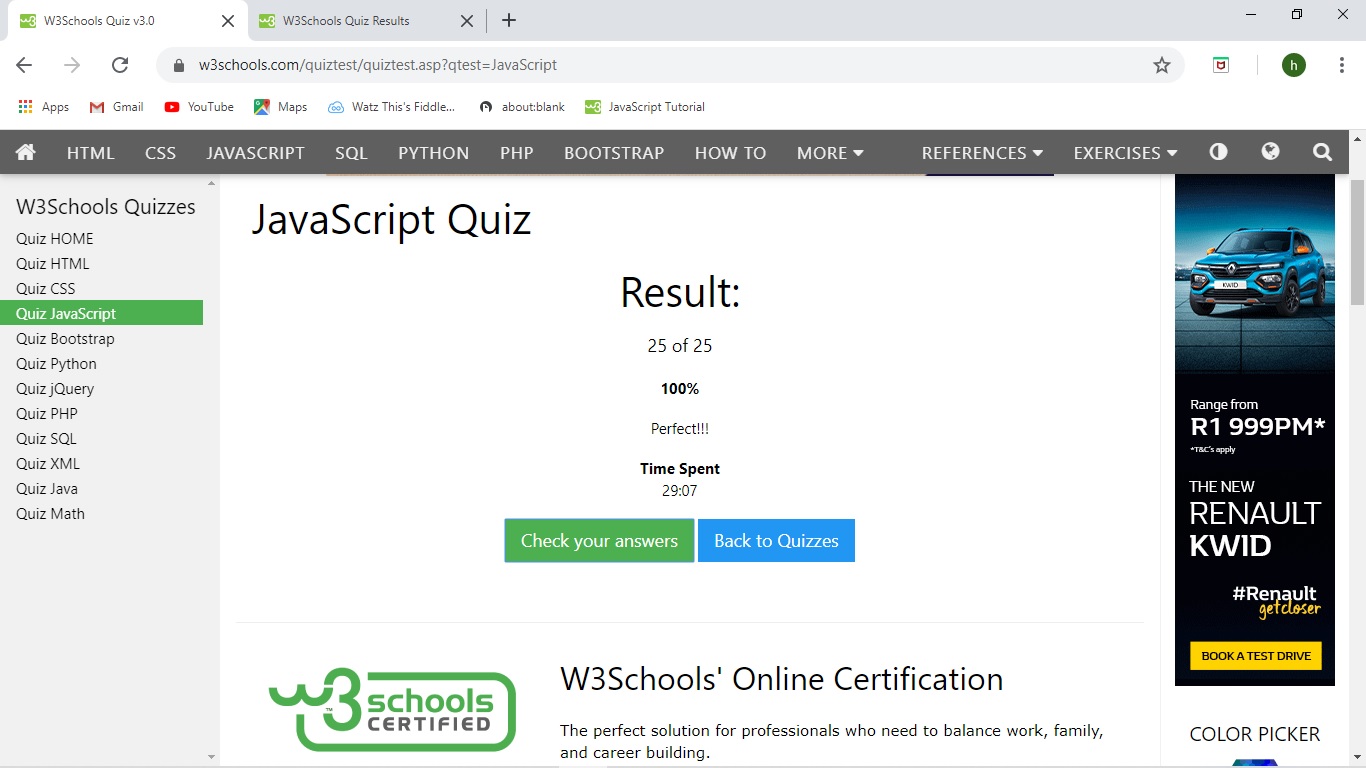 W3Schools Quiz v3.0
W3Schools Quiz Results
w3schools.com/quiztest/quiztest.asp?qtest=JavaScript
h
Apps
Gmail
YouTube
Maps
Watz This's Fiddle...
about:blank
JavaScript Tutorial
HTML CSS JAVASCRIPT SQL PYTHON PHP BOOTSTRAP HOW TO MORE REFERENCES EXERCISES
W3Schools Quizzes
Quiz HOME
Quiz HTML
Quiz CSS
Quiz JavaScript
Quiz Bootstrap
Quiz Python
Quiz jQuery
Quiz PHP
Quiz SQL
Quiz XML
Quiz Java
Quiz Math
JavaScript Quiz
Result:
25 of 25
100%
Perfect!!!
Time Spent
29:07
Check your answers
Back to Quizzes
w3schools
TM
CERTIFIED
W3Schools' Online Certification
The perfect solution for professionals who need to balance work, family,
and career building.
KWID
Range from
R1 999PM*
*T&C's apply
THE NEW
RENAULT
KWID
#Renault
getcloser
BOOK A TEST DRIVE
COLOR PICKER